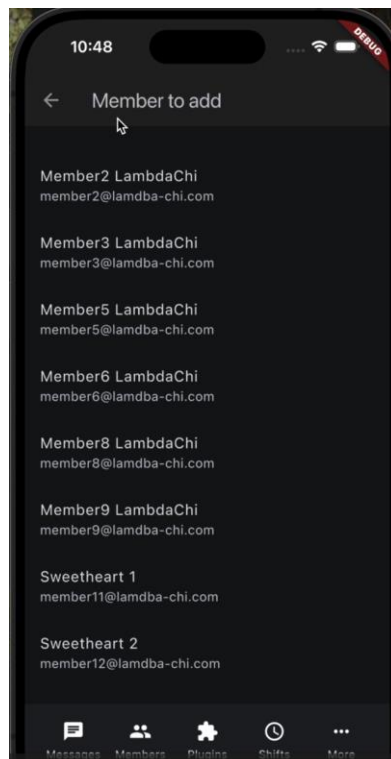 10:48
DEBUG
Member to add
Member2 LambdaChi
member2@lamdba-chi.com
Member3 LambdaChi
member3@lamdba-chi.com
Member5 LambdaChi
member5@lamdba-chi.com
Member6 LambdaChi
member6@lamdba-chi.com
Member8 LambdaChi
member8@lamdba-chi.com
Member9 LambdaChi
member9@lamdba-chi.com
Sweetheart 1
member11@lamdba-chi.com
Sweetheart 2
member12@lamdba-chi.com
Messages Members Plugins Shifts More